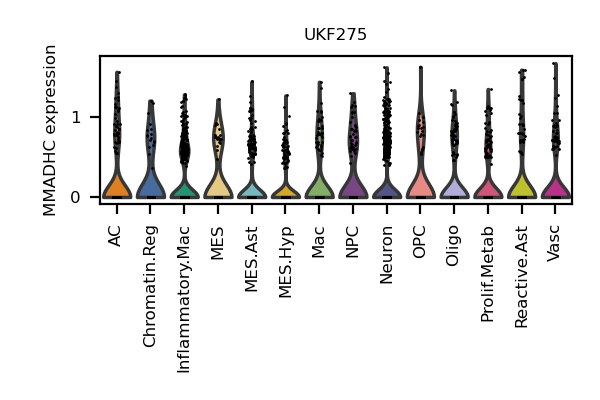 UKF275
MMADHC expression
1
0
AC
Chromatin.Reg
Inflammatory.Mac
MES
MES.Ast
MES.Hyp
Mac
NPC
Neuron
OPC
Oligo
Prolif.Metab
Reactive.Ast
Vasc